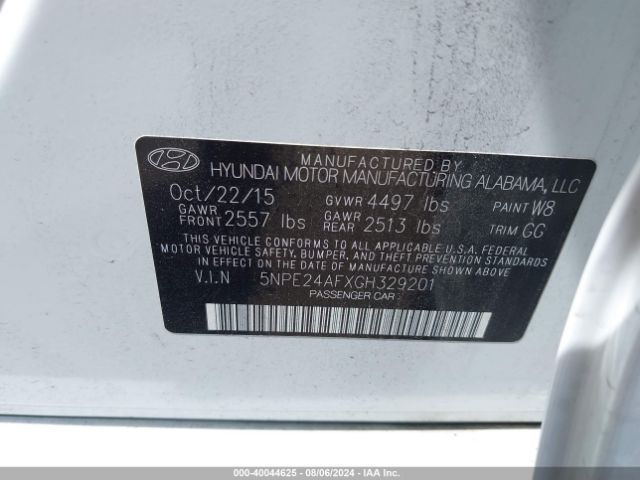 MANUFACTURED BY
HYUNDAI MOTOR MANUFACTURING ALABAMA, LLC
Oct/22/15 GVWR 4497 lbs PAINT W8
GAWR FRONT 2557 lbs GAWR REAR 2513 lbs TRIM GG
THIS VEHICLE CONFORMS TO ALL APPLICABLE U.S.A. FEDERAL
MOTOR VEHICLE SAFETY, BUMPER, AND THEFT PREVENTION STANDARDS
IN EFFECT ON THE DATE OF MANUFACTURE SHOWN ABOVE.
V.I.N 5NPE24AFXGH329201
PASSENGER CAR
000-40044625 - 08/06/2024 - IAAI.com